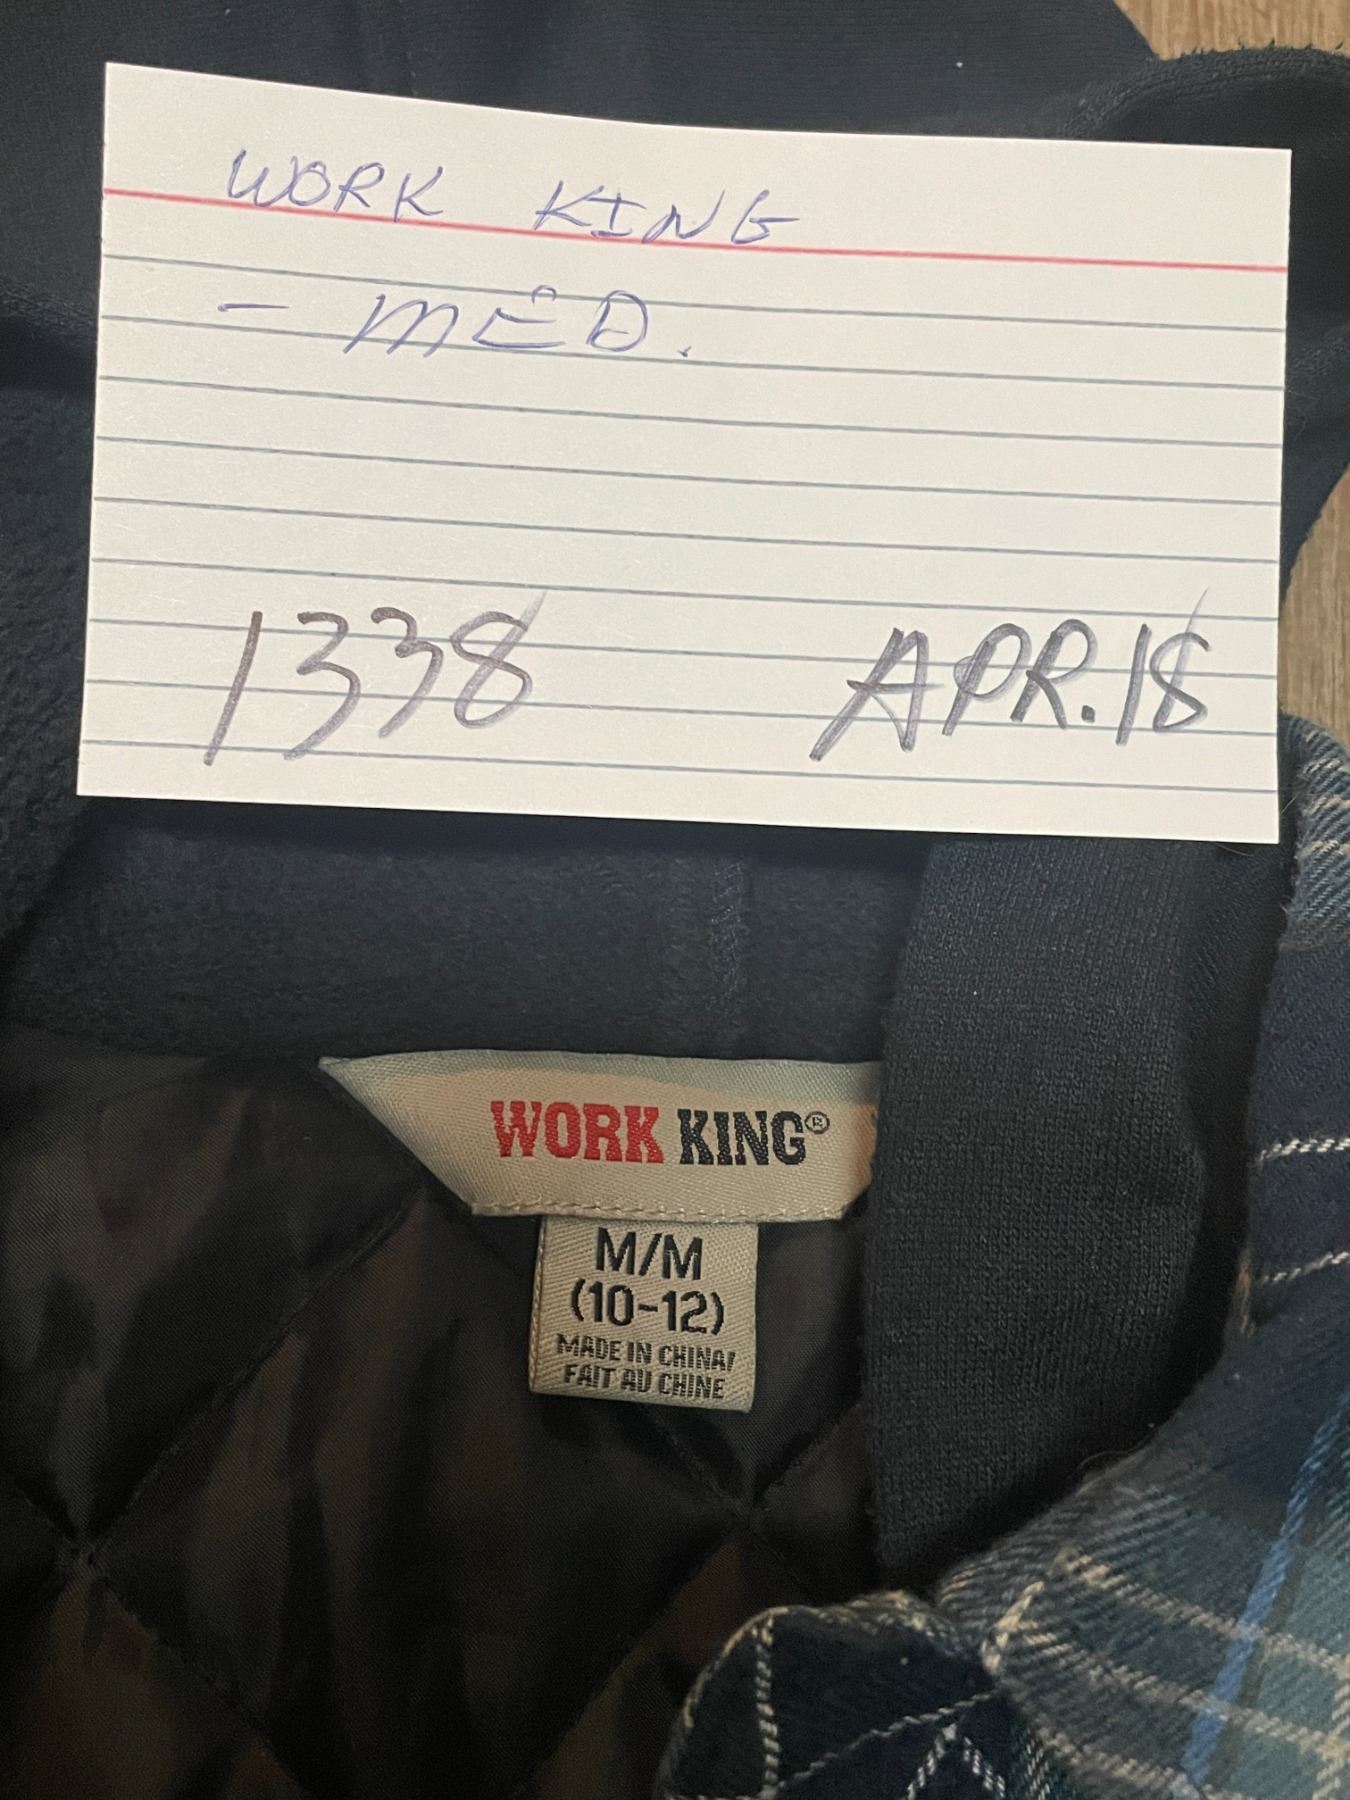 WORK KING
- MED.
1338 APR. 18
WORK KING®
M/M
(10-12)
MADE IN CHINA/
FAIT AU CHINE